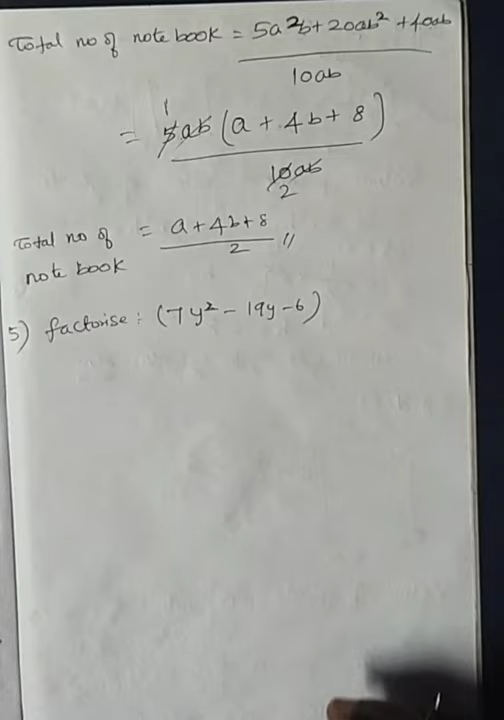 Total no of note book = 5a²b + 20ab² + 40ab
10ab
1
= 5ab (a + 4b + 8)
10ab
2
Total no of = a + 4b + 8
note book 2 //
5) factorise : (7y² - 19y - 6)